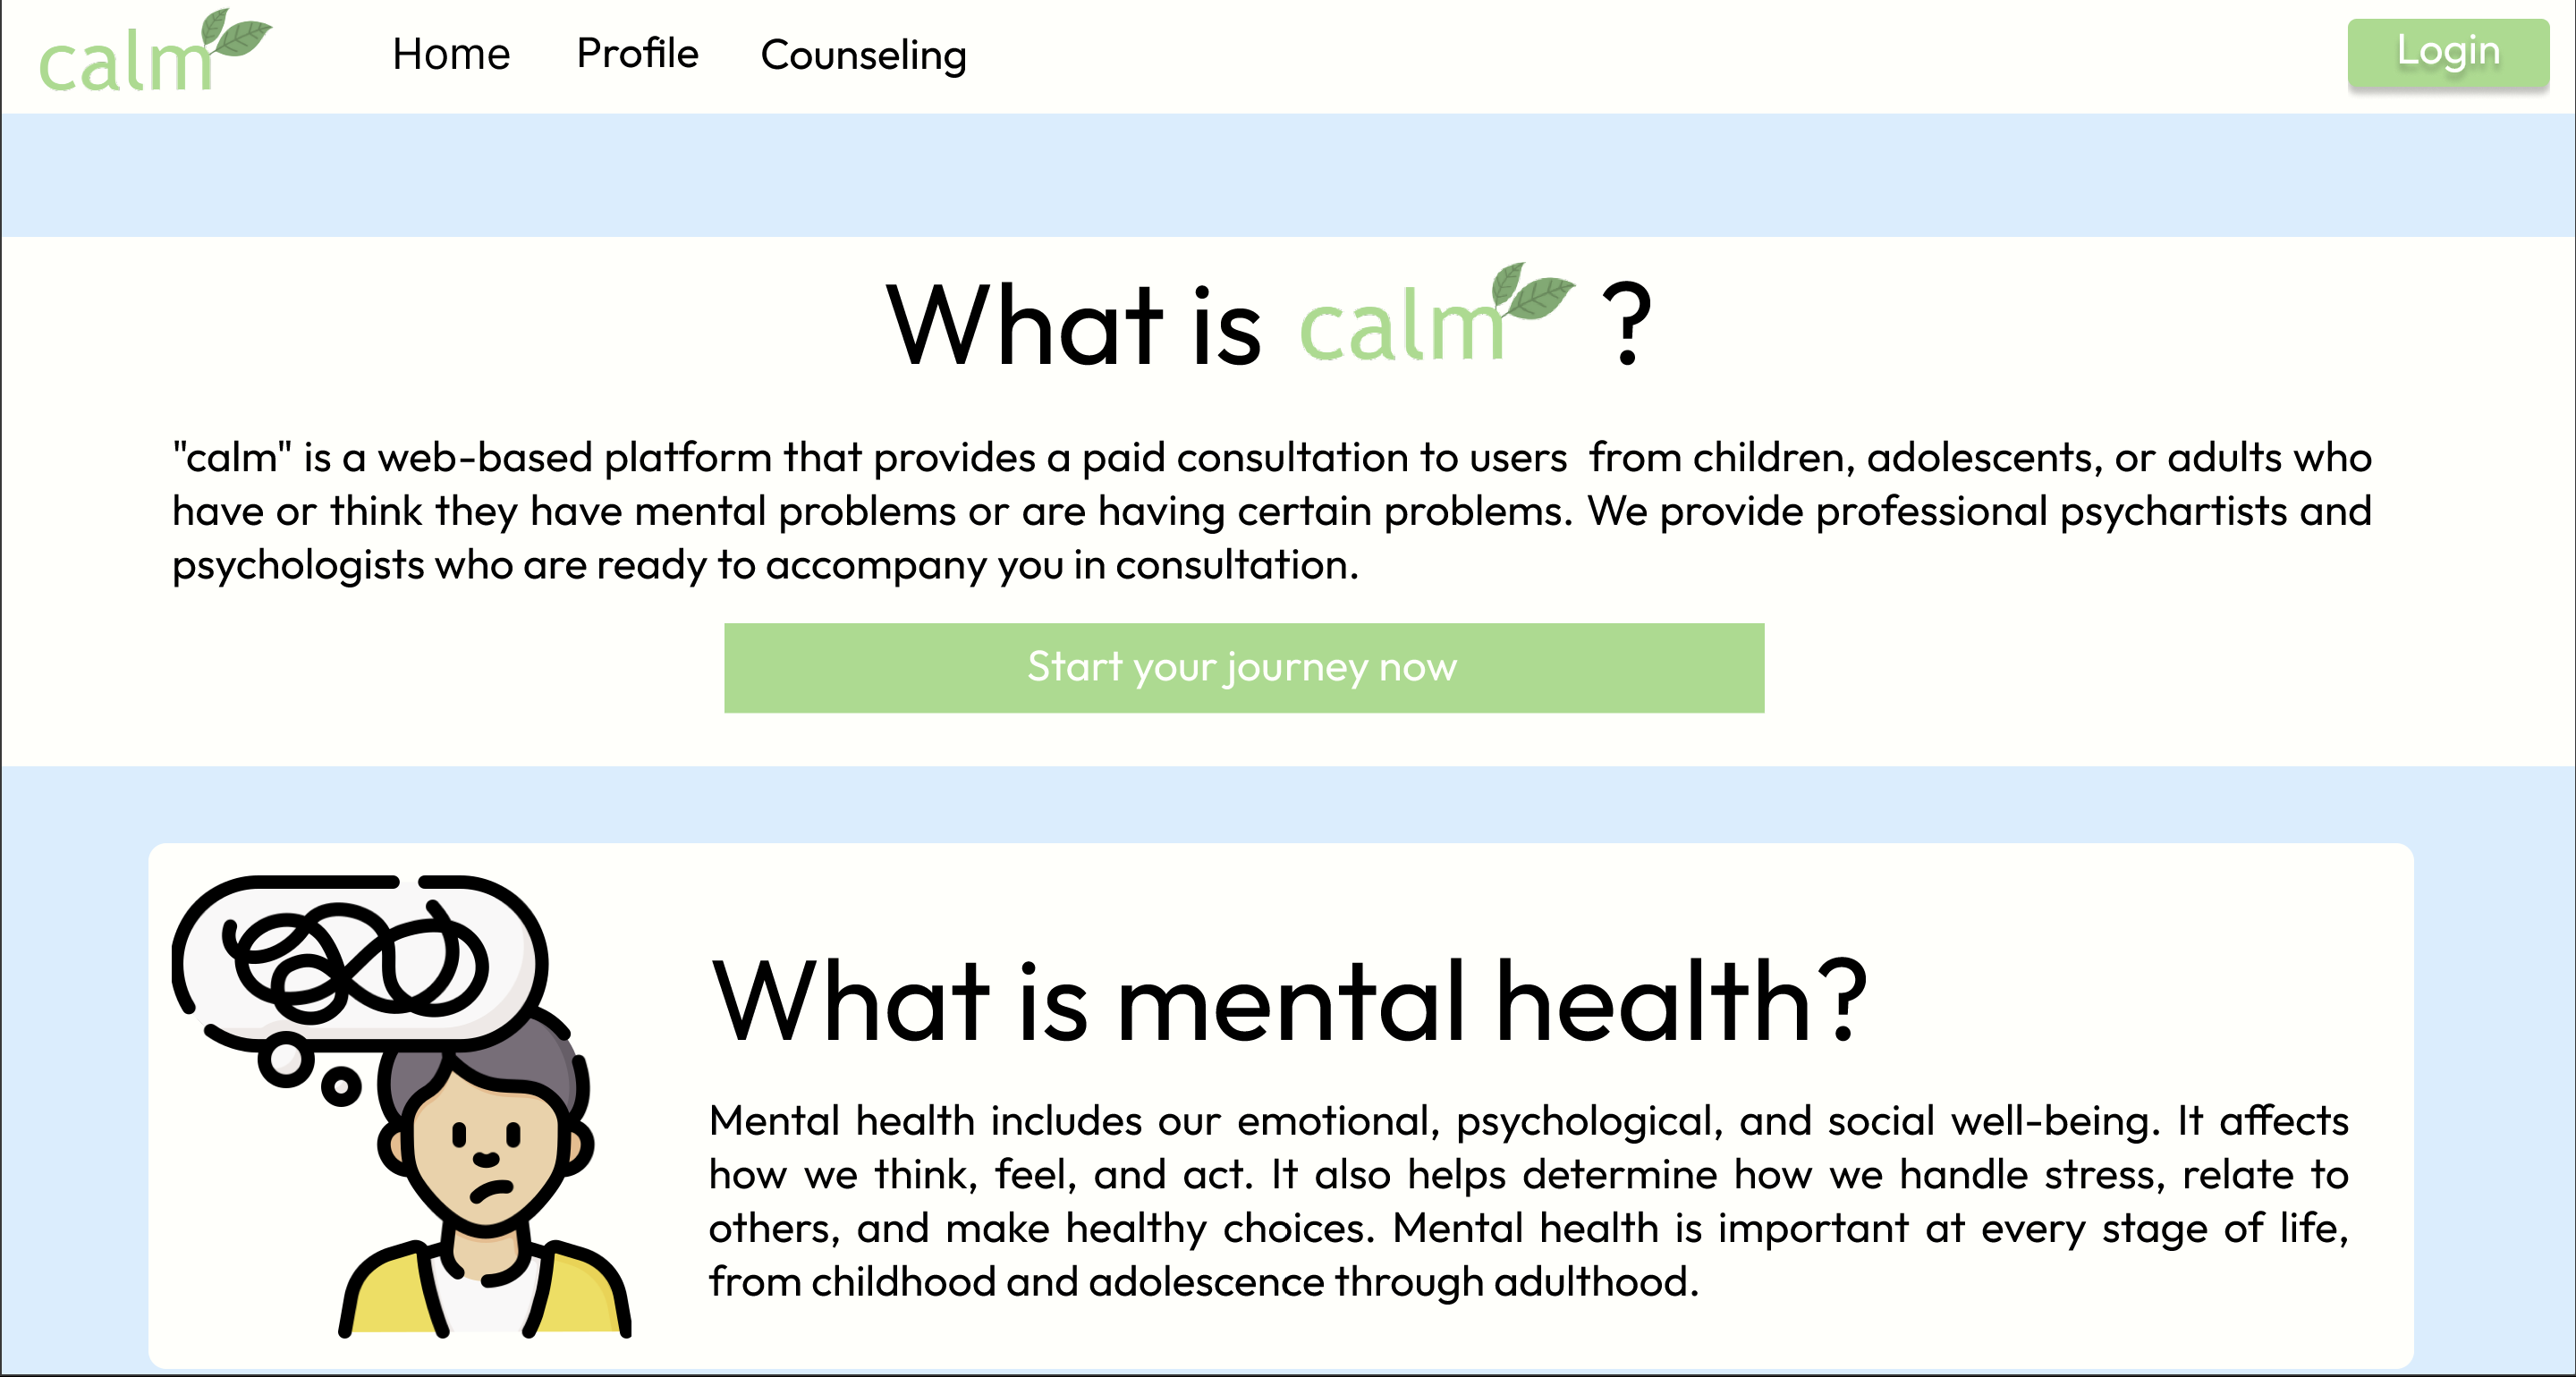 calm
Home
Profile
Counseling
Login
What is calm ?
"calm" is a web-based platform that provides a paid consultation to users  from children, adolescents, or adults who
have or think they have mental problems or are having certain problems. We provide professional psychartists and
psychologists who are ready to accompany you in consultation.
Start your journey now
What is mental health?
Mental health includes our emotional, psychological, and social well-being. It affects
how we think, feel, and act. It also helps determine how we handle stress, relate to
others, and make healthy choices. Mental health is important at every stage of life,
from childhood and adolescence through adulthood.